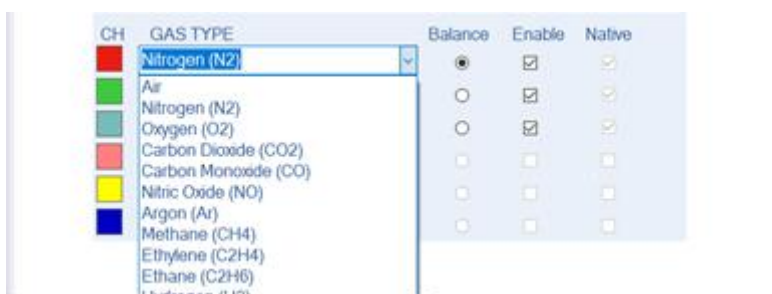 CH GAS TYPE Balance Enable Native
Nitrogen (N2)
Air
Nitrogen (N2)
Oxygen (O2)
Carbon Dioxide (CO2)
Carbon Monoxide (CO)
Nitric Oxide (NO)
Argon (Ar)
Methane (CH4)
Ethylene (C2H4)
Ethane (C2H6)